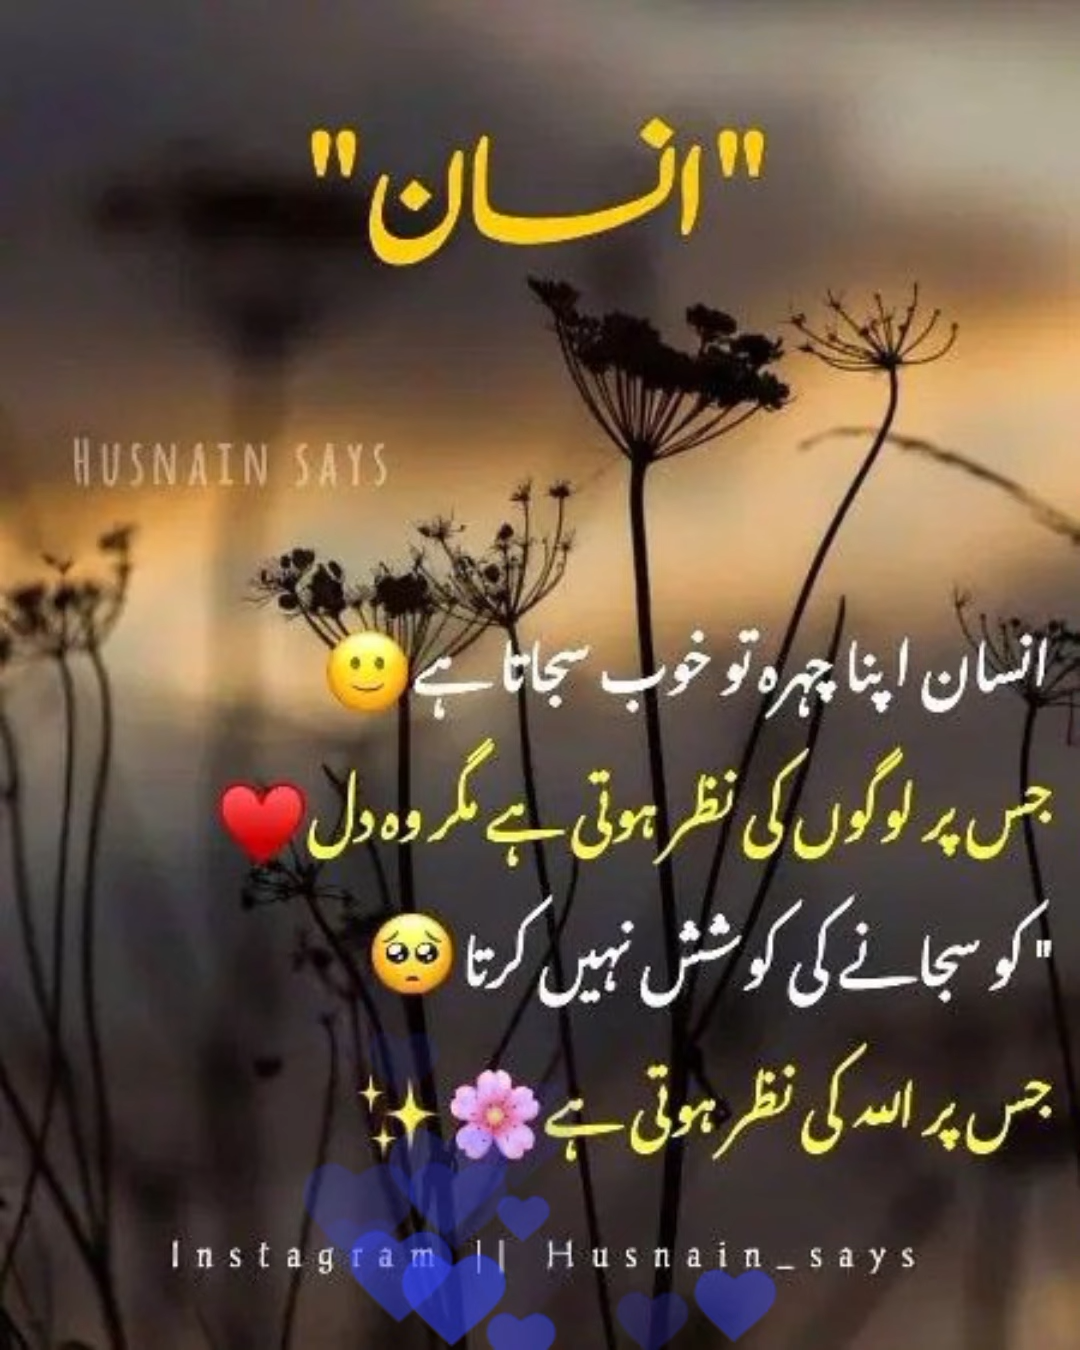 "انسان"
HUSNAIN SAYS
انسان اپنا چہرہ تو خوب سجاتا ہے🙂
جس پر لوگوں کی نظر ہوتی ہے مگر وہ دل♥️
" کو سجانے کی کوشش نہیں کرتا🥺
جس پر اللہ کی نظر ہوتی ہے🌸✨
Instagram || Husnain_says